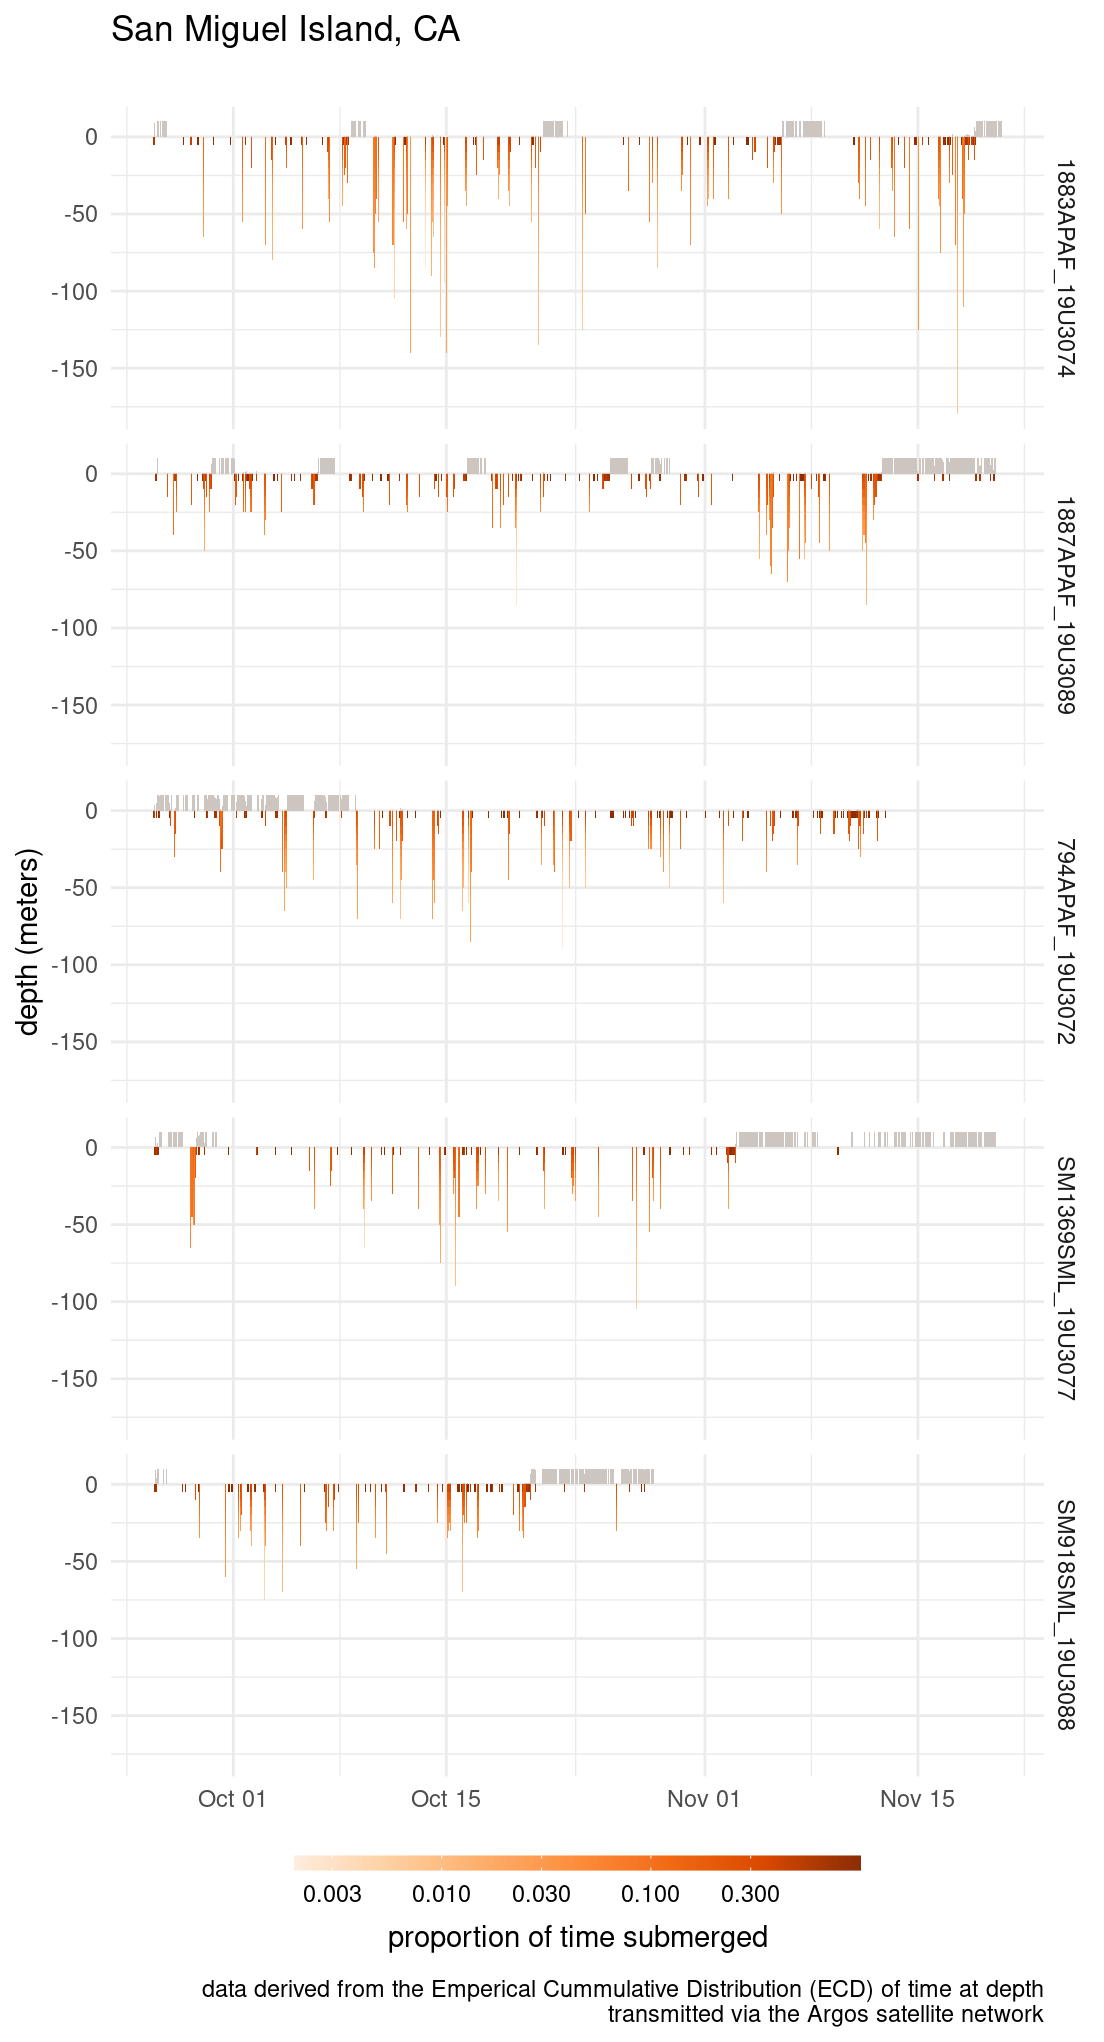 San Miguel Island, CA
0
-50
-100
-150
1883APAF_19U3074
0
-50
-100
-150
1887APAF_19U3089
depth (meters)
0
-50
-100
-150
794APAF_19U3072
0
-50
-100
-150
SM1369SML_19U3077
0
-50
-100
-150
SM918SML_19U3088
Oct 01 Oct 15 Nov 01 Nov 15
0.003 0.010 0.030 0.100 0.300
proportion of time submerged
data derived from the Emperical Cummulative Distribution (ECD) of time at depth
transmitted via the Argos satellite network